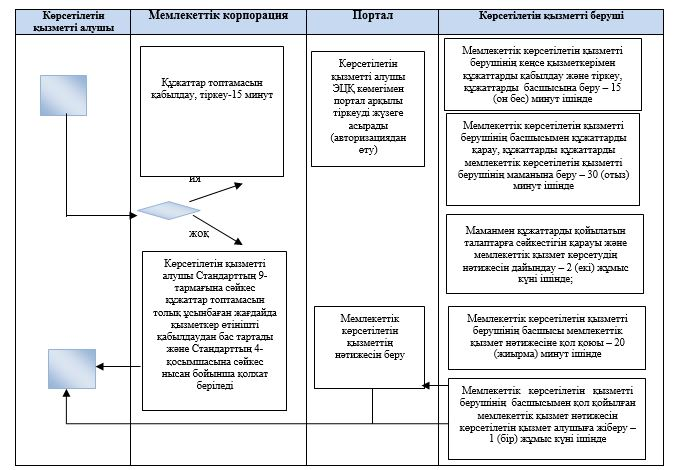 Көрсетілетін
қызметті алушы
Мемлекеттік корпорация
Портал
Көрсетілетін қызметті беруші
Құжаттар топтамасын
қабылдау, тіркеу-15 минут
ия
жоқ
Көрсетілетін қызметті
алушы Стандарттың 9-
тармағына сәйкес
құжаттар топтамасын
толық ұсынбаған жағдайда
қызметкер өтінішті
қабылдаудан бас тартады
және Стандарттың 4-
қосымшасына сәйкес
нысан бойынша қолхат
беріледі
Көрсетілетін
қызметті алушы
ЭЦҚ көмегімен
портал арқылы
тіркеуді жүзеге
асырады
(авторизациядан
өту)
Мемлекеттік
көрсетілетін
қызметтің
нәтижесін беру
Мемлекеттік көрсетілетін қызметті
берушінің кеңсе қызметкерімен
құжаттарды қабылдау және тіркеу,
құжаттарды басшысына беру – 15
(он бес) минут ішінде
Мемлекеттік көрсетілетін қызметті
берушінің басшысымен құжаттарды
қарау, құжаттарды құжаттарды
мемлекеттік көрсетілетін қызметті
берушінің маманына беру – 30 (отыз)
минут ішінде
Маманмен құжаттарды қойылатын
талаптарға сәйкестігін қарауы және
мемлекеттік қызмет көрсетудің
нәтижесін дайындау – 2 (екі) жұмыс
күні ішінде;
Мемлекеттік көрсетілетін қызметті
берушінің басшысы мемлекеттік
қызмет нәтижесіне қол қоюы – 20
(жиырма) минут ішінде
Мемлекеттік көрсетілетін қызметті
берушінің басшысымен қол қойылған
мемлекеттік қызмет нәтижесін
көрсетілетін қызмет алушыға жіберу –
1 (бір) жұмыс күні ішінде